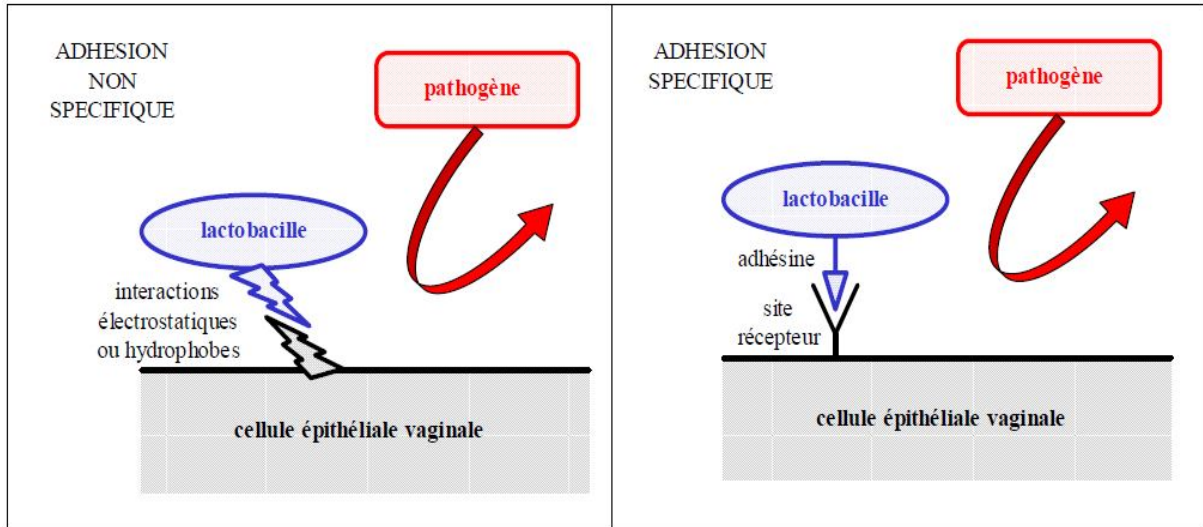 ADHESION
NON
SPECIFIQUE
pathogène
lactobacille
interactions
électrostatiques
ou hydrophobes
cellule épithéliale vaginale
ADHESION
SPECIFIQUE
pathogène
lactobacille
adhésine
site
récepteur
cellule épithéliale vaginale